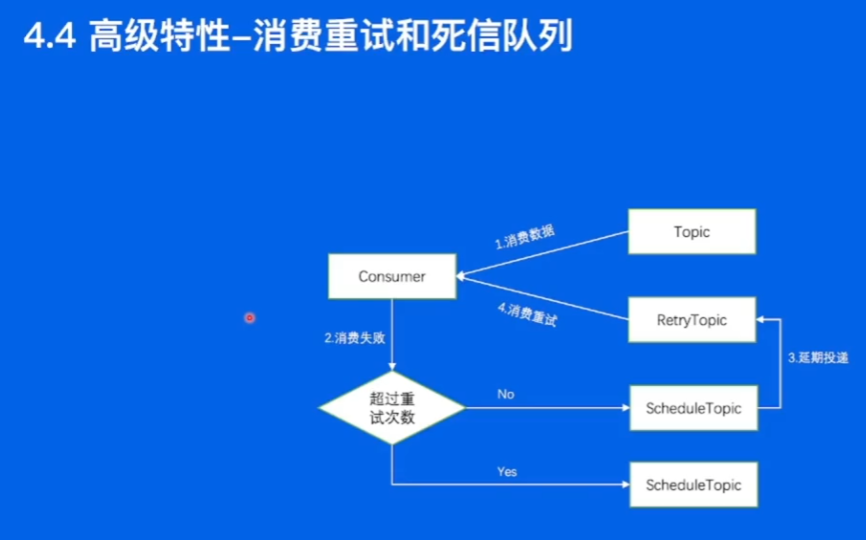 4.4 高级特性–消费重试和死信队列
1.消费数据
Topic
Consumer
4.消费重试
RetryTopic
2.消费失败
3.延期投递
超过重
试次数
No
ScheduleTopic
Yes
ScheduleTopic